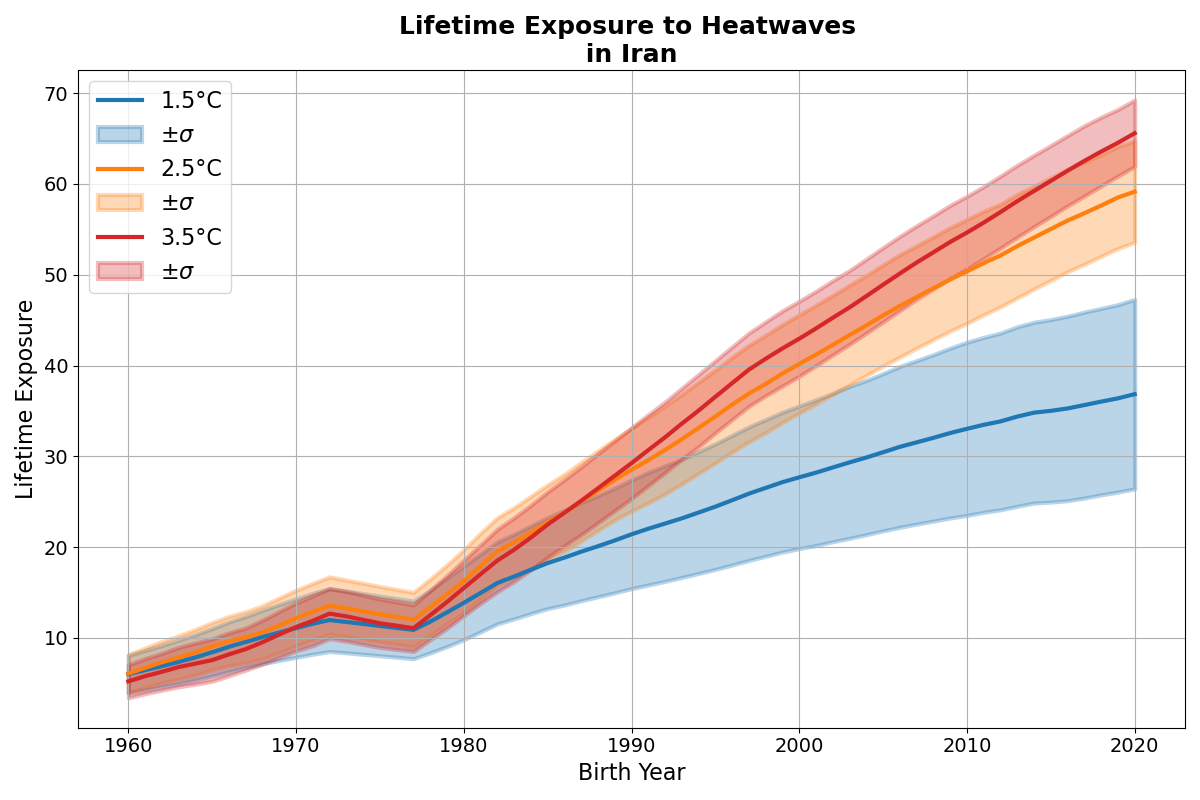 Lifetime Exposure to Heatwaves
in Iran
1.5°C
±σ
2.5°C
±σ
3.5°C
±σ
70
60
50
40
30
20
10
Lifetime Exposure
1960
1970
1980
1990
2000
2010
2020
Birth Year